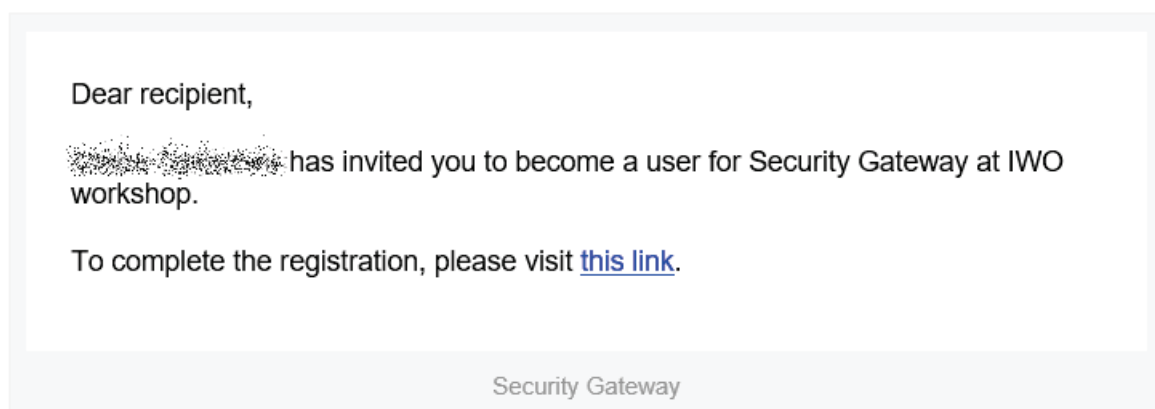 Dear recipient,
has invited you to become a user for Security Gateway at IWO
workshop.
To complete the registration, please visit this link.
Security Gateway